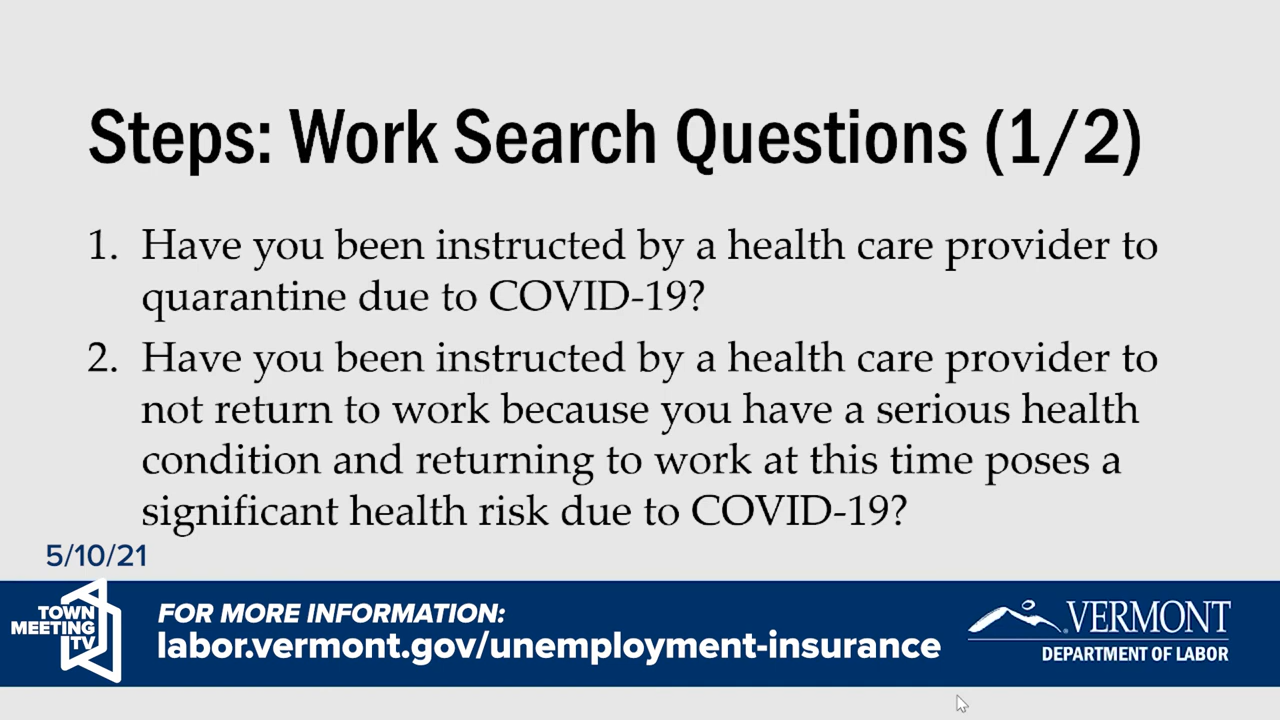 Steps: Work Search Questions (1/2)
1. Have you been instructed by a health care provider to
quarantine due to COVID-19?
2. Have you been instructed by a health care provider to
not return to work because you have a serious health
condition and returning to work at this time poses a
significant health risk due to COVID-19?
5/10/21
TOWN
MEETING
TV
FOR MORE INFORMATION:
labor.vermont.gov/unemployment-insurance
VERMONT
DEPARTMENT OF LABOR